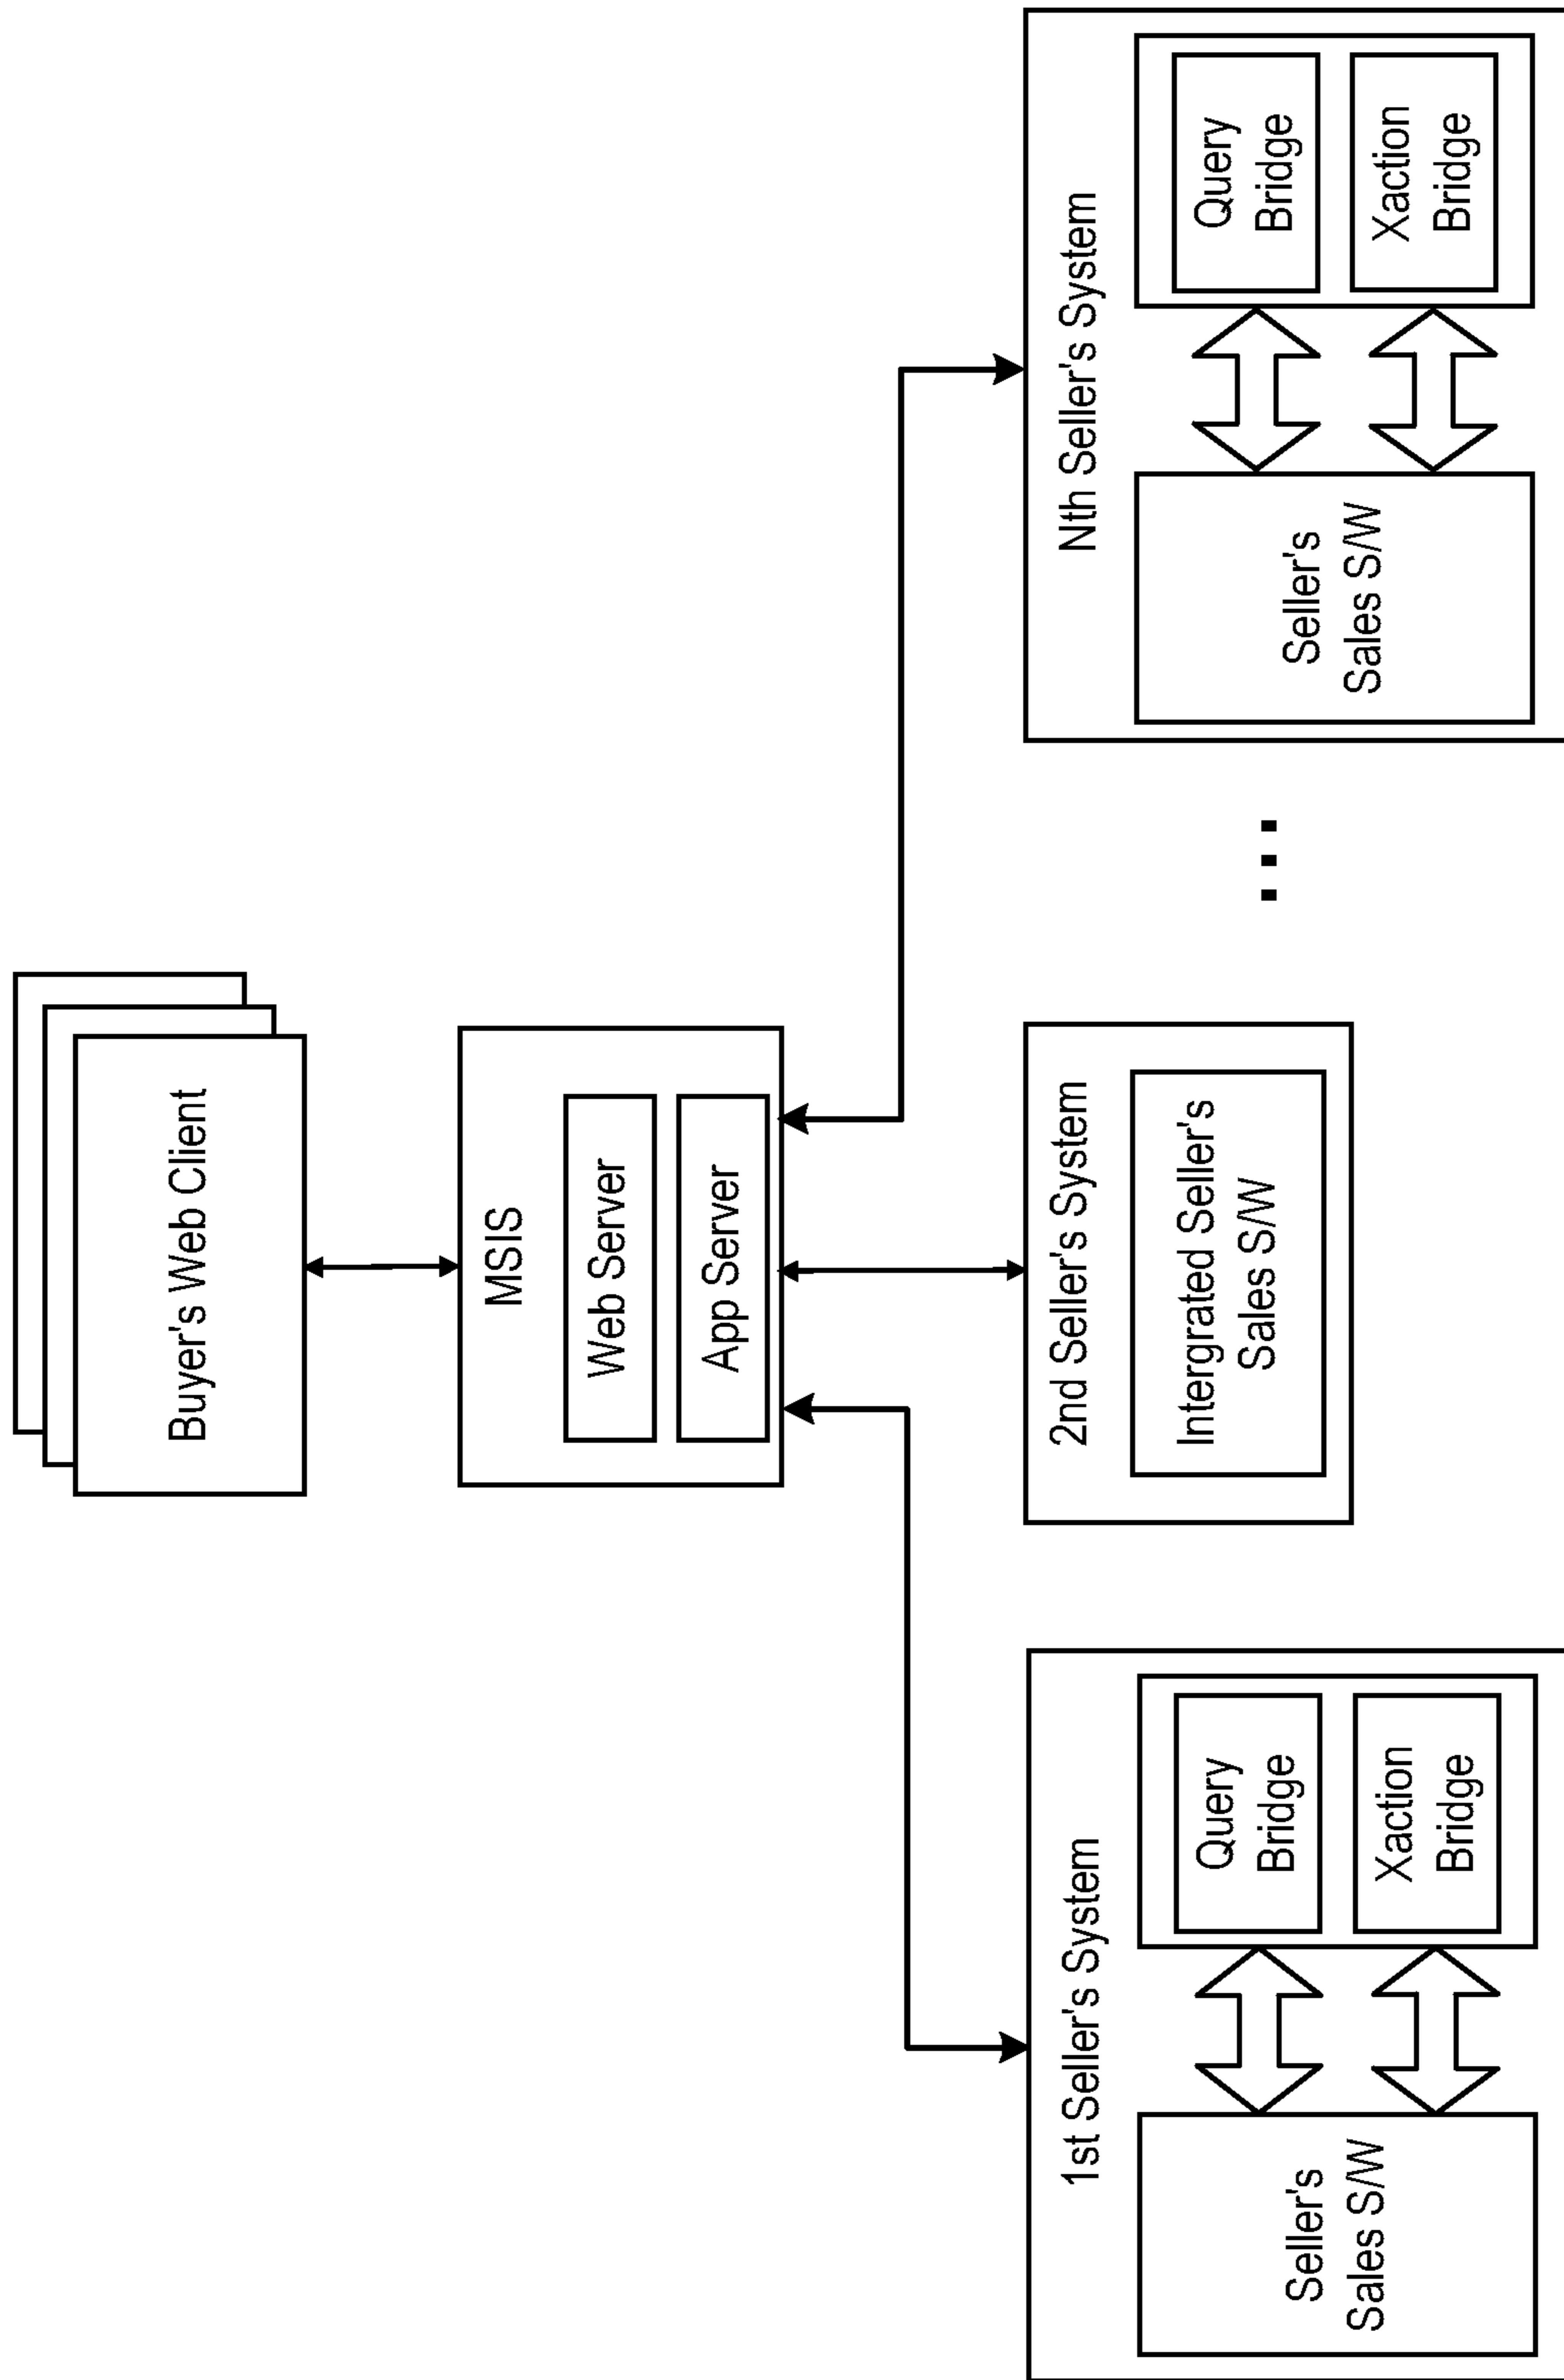 Buyer's Web Client
MSIS
Web Server
App Server
1st Seller's System
Seller's
Sales S/W
Query
Bridge
Xaction
Bridge
2nd Seller's System
Intergrated Seller's
Sales S/W
...
Nth Seller's System
Seller's
Sales S/W
Query
Bridge
Xaction
Bridge